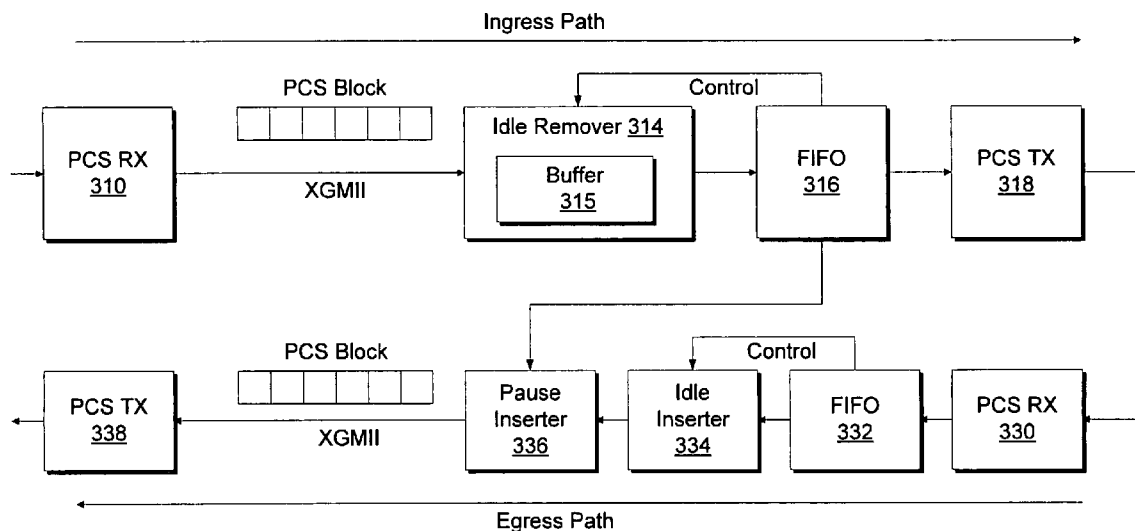 Ingress Path
PCS Block
Control
PCS RX
310
XGMII
Idle Remover 314
Buffer
315
FIFO
316
PCS TX
318
PCS Block
Control
PCS TX
338
XGMII
Pause
Inserter
336
Idle
Inserter
334
FIFO
332
PCS RX
330
Egress Path